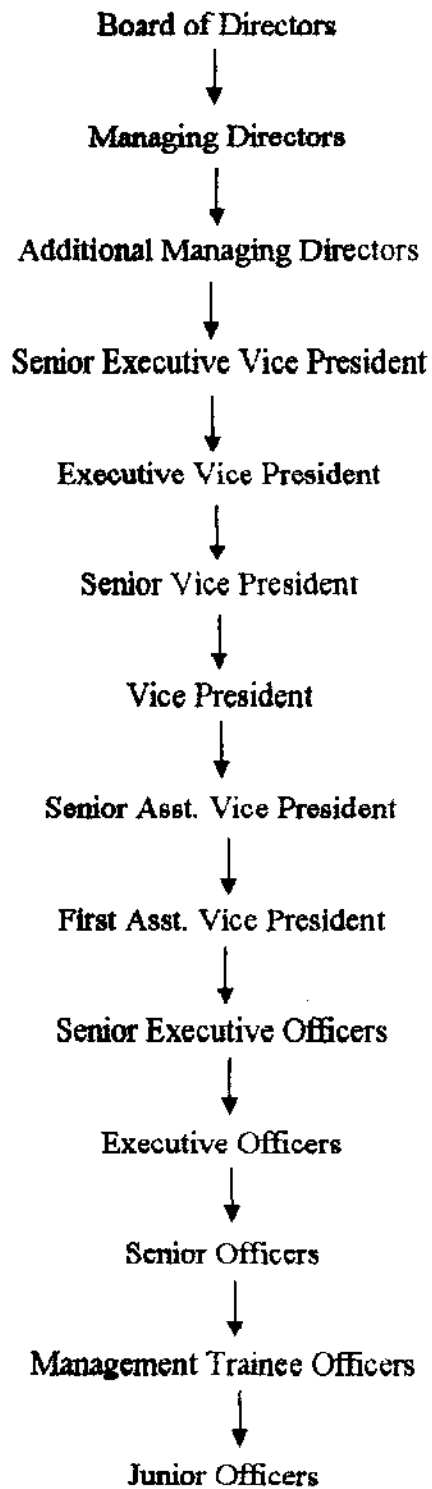 Board of Directors
Managing Directors
Additional Managing Directors
Senior Executive Vice President
Executive Vice President
Senior Vice President
Vice President
Senior Asst. Vice President
First Asst. Vice President
Senior Executive Officers
Executive Officers
Senior Officers
Management Trainee Officers
Junior Officers